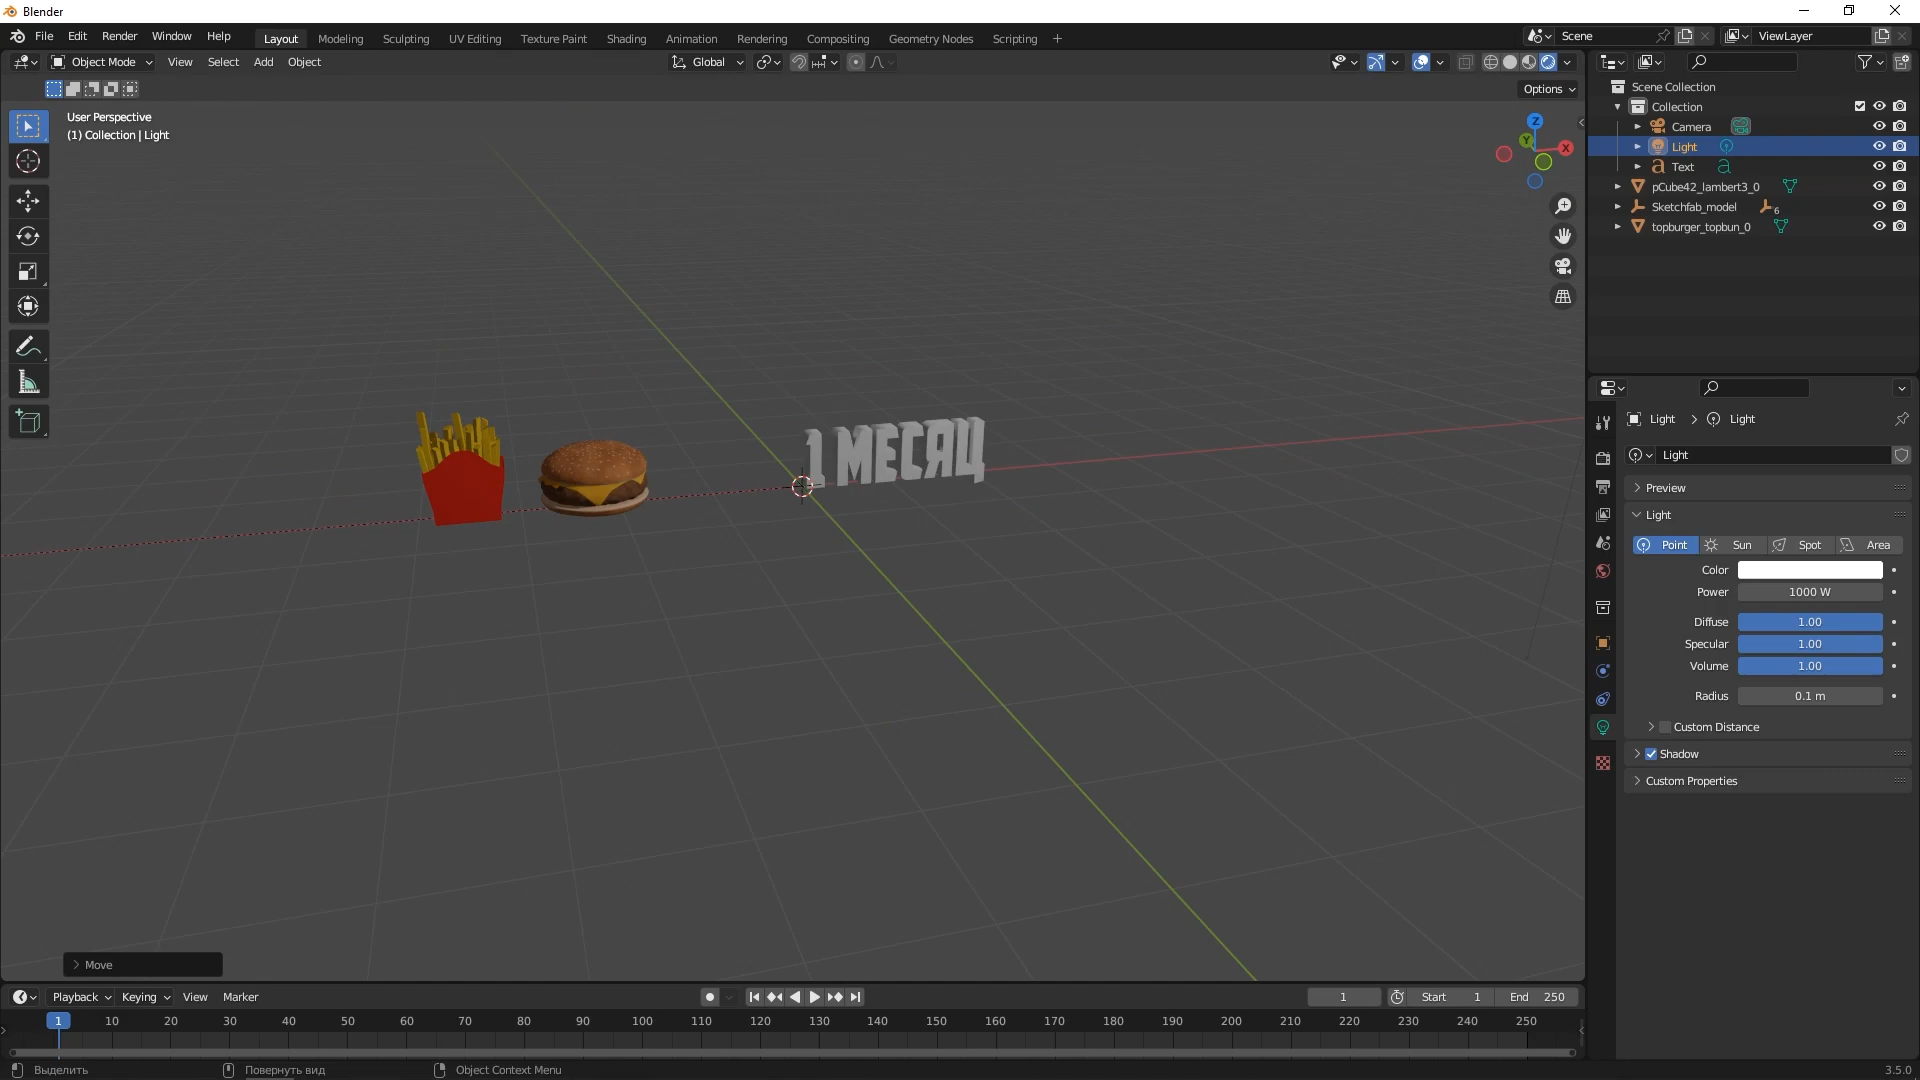 Blender
File Edit Render Window Help Layout Modeling Sculpting UV Editing Texture Paint Shading Animation Rendering Compositing Geometry Nodes Scripting + Scene ViewLayer
Object Mode View Select Add Object Global
Options
User Perspective
(1) Collection | Light
Z
Y
X
1 МЕСЯЦ
Move
Scene Collection
Collection
Camera
Light
Text
pCube42_lambert3_0
Sketchfab_model 6
topburger_topbun_0
Light > Light
Light
Preview
Light
Point Sun Spot Area
Color
Power 1000 W
Diffuse 1.00
Specular 1.00
Volume 1.00
Radius 0.1 m
Custom Distance
Shadow
Custom Properties
Playback Keying View Marker 1 Start 1 End 250
1 10 20 30 40 50 60 70 80 90 100 110 120 130 140 150 160 170 180 190 200 210 220 230 240 250
Выделить Повернуть вид Object Context Menu 3.5.0